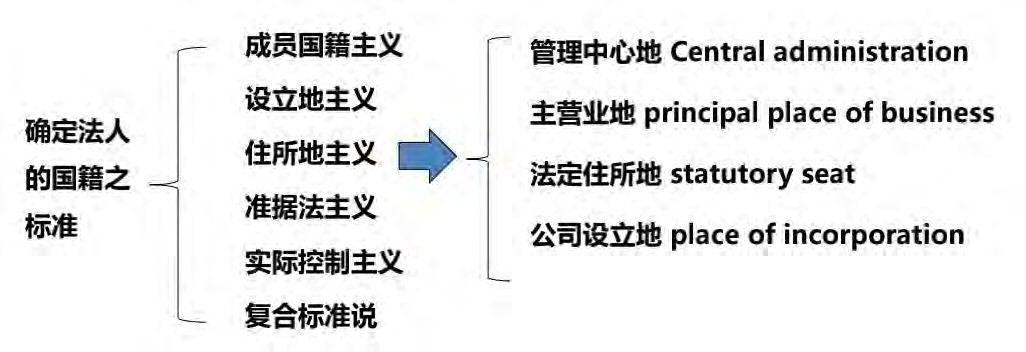 确定法人
的国籍之
标准
成员国籍主义
设立地主义
住所地主义
准据法主义
实际控制主义
复合标准说
管理中心地 Central administration
主营业地 principal place of business
法定住所地 statutory seat
公司设立地 place of incorporation